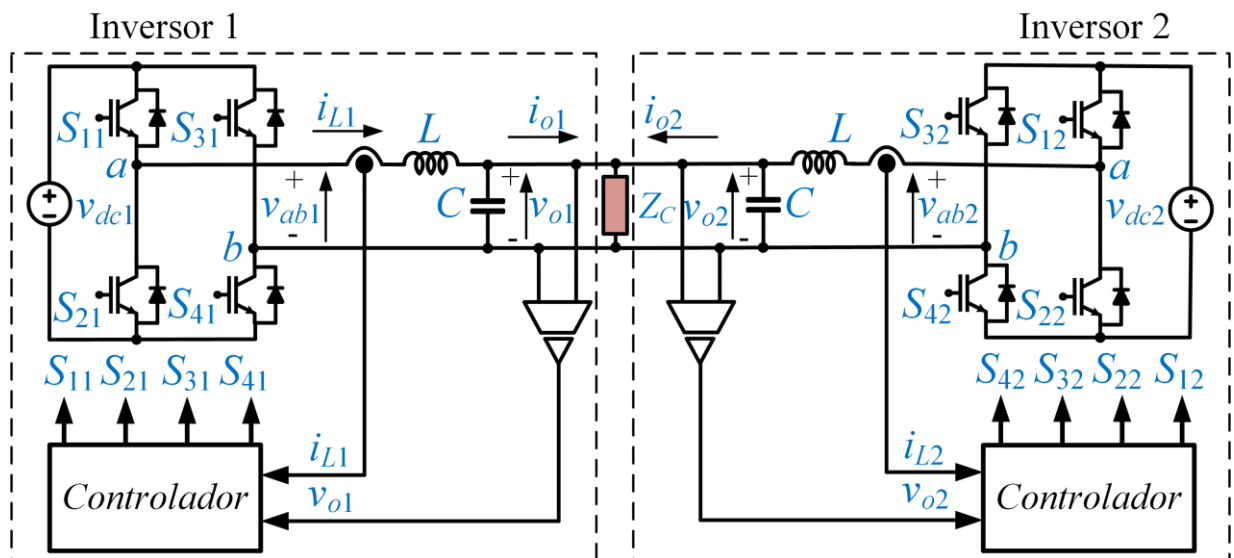 Inversor 1
Inversor 2
S11
S31
iL1
L
io1
io2
L
S32
S12
a
a
vdc1
+
vab1
-
C
+
vo1
-
ZC
vo2
+
-
C
+
vab2
-
vdc2
b
b
S21
S41
S42
S22
S11 S21 S31 S41
S42 S32 S22 S12
iL1
iL2
Controlador
vo1
vo2
Controlador